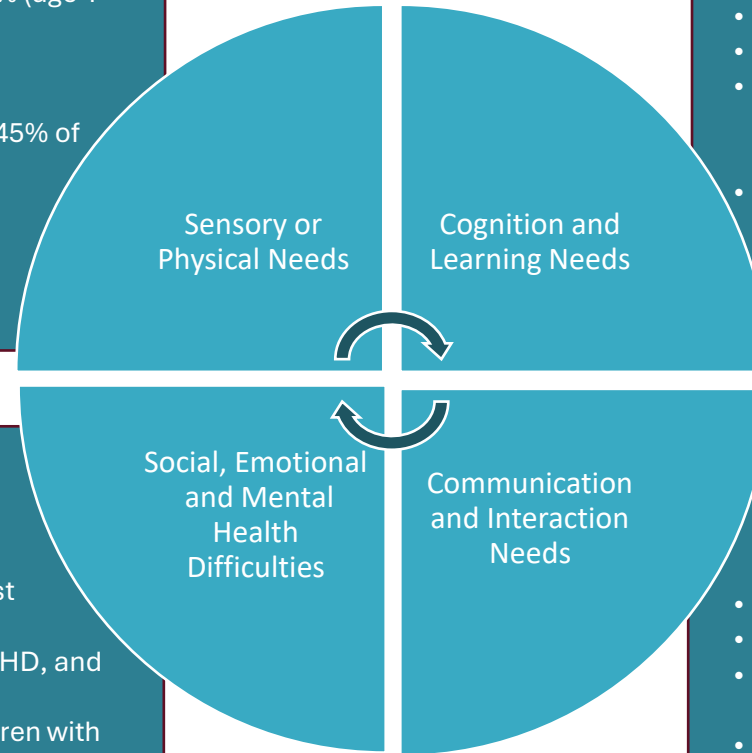 (age
45% of
Sensory or
Physical Needs
Cognition and
Learning Needs
Social, Emotional
and Mental
Health
Difficulties
Communication
and Interaction
Needs
HD, and
ren with